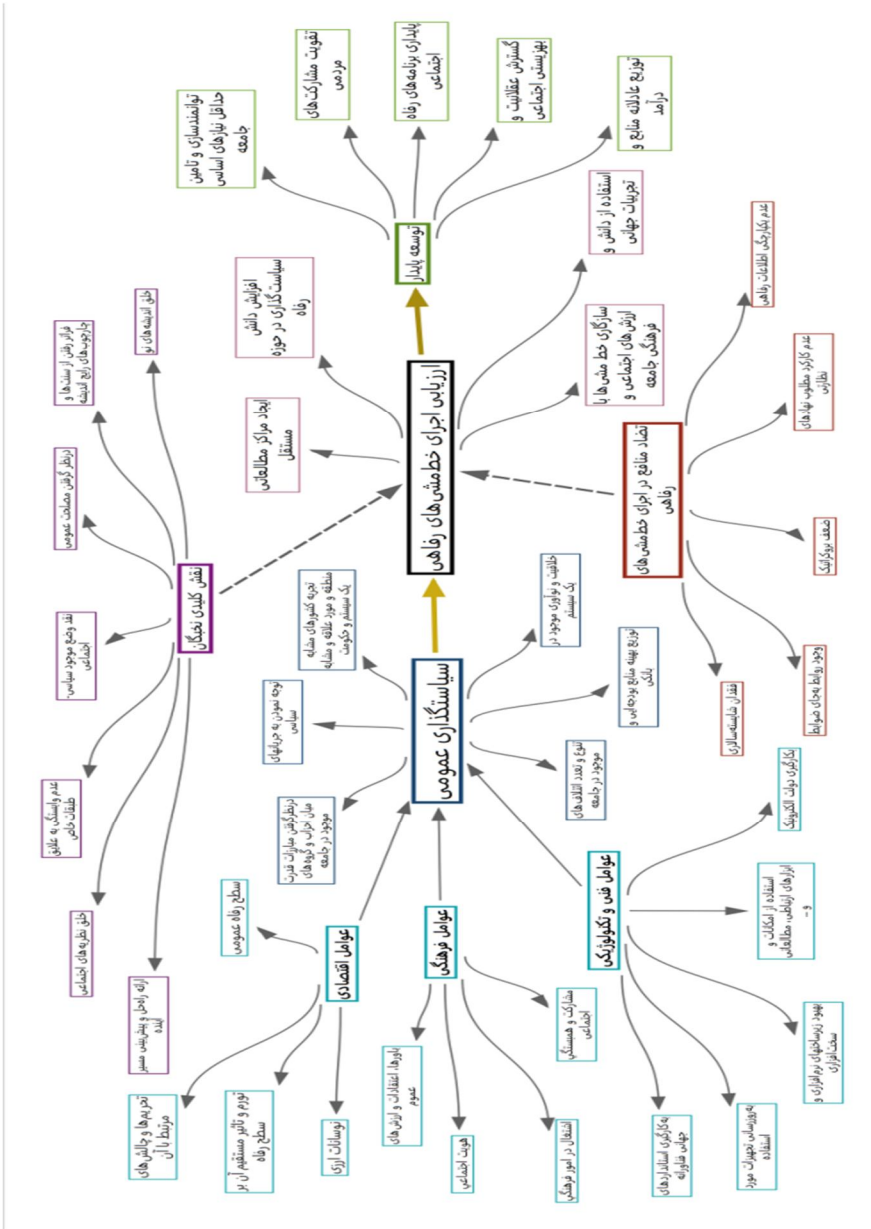 خلق اندیشه‌های نو
فراتر رفتن از سنت‌ها و
چارچوب‌های رایج اندیشه
درنظر گرفتن مصلحت عمومی
نقد وضع موجود سیاسی-
اجتماعی
عدم وابستگی به علایق
طبقات خاص
خلق نظریه‌های اجتماعی
ارائه راه‌حل و پیش‌بینی مسیر
آینده
نقش کلیدی نخبگان
توانمندسازی و تامین
حداقل نیازهای اساسی
جامعه
تقویت مشارکت‌های
مردمی
پایداری برنامه‌های رفاه
اجتماعی
گسترش عقلانیت و
بهزیستی اجتماعی
توزیع عادلانه منابع و
درآمد
توسعه پایدار
افزایش دانش
سیاست‌گذاری در حوزه
رفاه
ایجاد مراکز مطالعاتی
مستقل
استفاده از دانش و
تجربیات جهانی
سازگاری خط مشی‌ها با
ارزش‌های اجتماعی و
فرهنگی جامعه
ارزیابی اجرای خط‌مشی‌های رفاهی
تجربه کشورهای مشابه
منطقه و مورد علاقه و مشابه
یک سیستم و حکومت
توجه نمودن به جریانهای
سیاسی
درنظرگرفتن مبارزات قدرت
میان احزاب و گروه‌های
موجود در جامعه
سیاستگذاری عمومی
خلاقیت و نوآوری موجود در
یک سیستم
توزیع بهینه منابع بودجه‌ایی و
بانکی
تنوع و تعدد ائتلاف‌های
موجود در جامعه
تضاد منافع در اجرای خط‌مشی‌های
رفاهی
عدم یکپارچگی اطلاعات رفاهی
عدم کارکرد مطلوب نهادهای
نظارتی
ضعف بروکراتیک
وجود روابط به‌جای ضوابط
فقدان شایسته‌سالاری
عوامل اقتصادی
سطح رفاه عمومی
تحریم‌ها و چالش‌های
مرتبط با آن
تورم و تاثیر مستقیم آن بر
سطح رفاه
نوسانات ارزی
عوامل فرهنگی
باورها، اعتقادات و ارزش‌های
عموم
هویت اجتماعی
اشتغال در امور فرهنگی
مشارکت و همبستگی
اجتماعی
عوامل فنی و تکنولوژیکی
بکارگیری دولت الکترونیک
استفاده از امکانات و
ابزارهای ارتباطی، مطالعاتی
و ...
بهبود زیرساختهای نرم‌افزاری و
سخت‌افزاری
به‌روزرسانی تجهیزات مورد
استفاده
به‌کارگیری استانداردهای
جهانی فناورانه